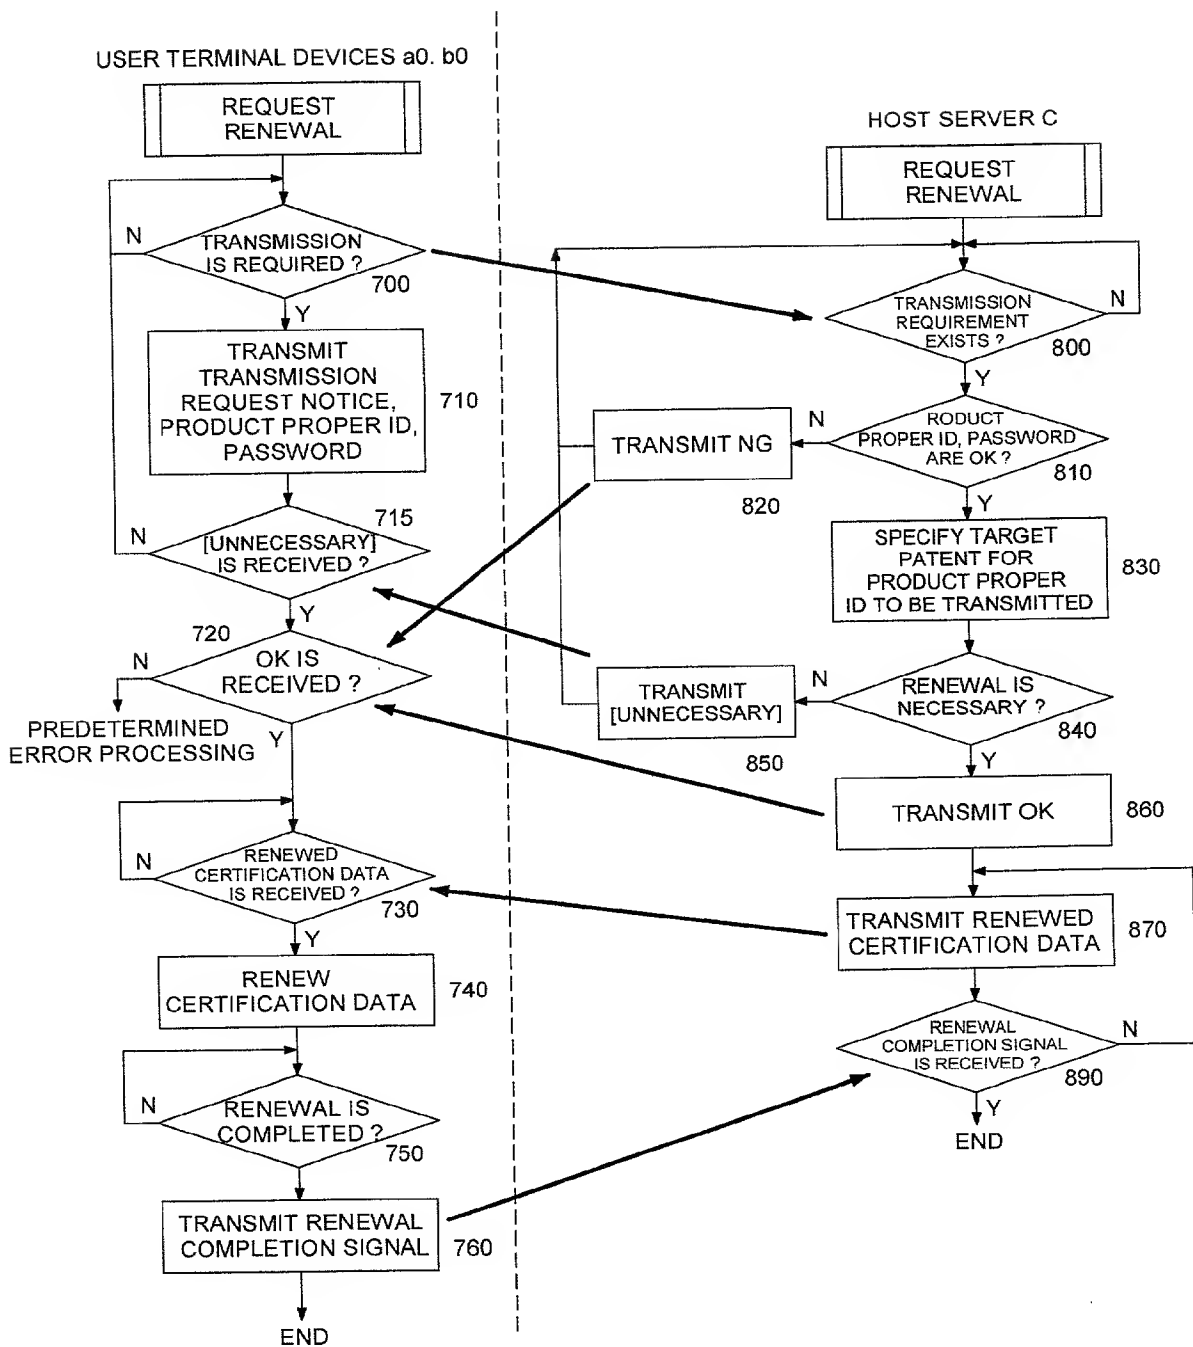 USER TERMINAL DEVICES a0. b0
REQUEST
RENEWAL
N
TRANSMISSION
IS REQUIRED ?
700
Y
TRANSMIT
TRANSMISSION
REQUEST NOTICE,
PRODUCT PROPER ID,
PASSWORD
710
N
715
[UNNECESSARY]
IS RECEIVED ?
Y
720
N
OK IS
RECEIVED ?
PREDETERMINED
ERROR PROCESSING
Y
N
RENEWED
CERTIFICATION DATA
IS RECEIVED ?
730
Y
RENEW
CERTIFICATION DATA
740
N
RENEWAL IS
COMPLETED ?
750
TRANSMIT RENEWAL
COMPLETION SIGNAL
760
END
HOST SERVER C
REQUEST
RENEWAL
TRANSMISSION
REQUIREMENT
EXISTS ?
N
800
Y
RODUCT
PROPER ID, PASSWORD
ARE OK ?
N
810
TRANSMIT NG
820
Y
SPECIFY TARGET
PATENT FOR
PRODUCT PROPER
ID TO BE TRANSMITTED
830
N
RENEWAL IS
NECESSARY ?
840
TRANSMIT
[UNNECESSARY]
850
Y
TRANSMIT OK
860
TRANSMIT RENEWED
CERTIFICATION DATA
870
RENEWAL
COMPLETION SIGNAL
IS RECEIVED ?
N
890
Y
END